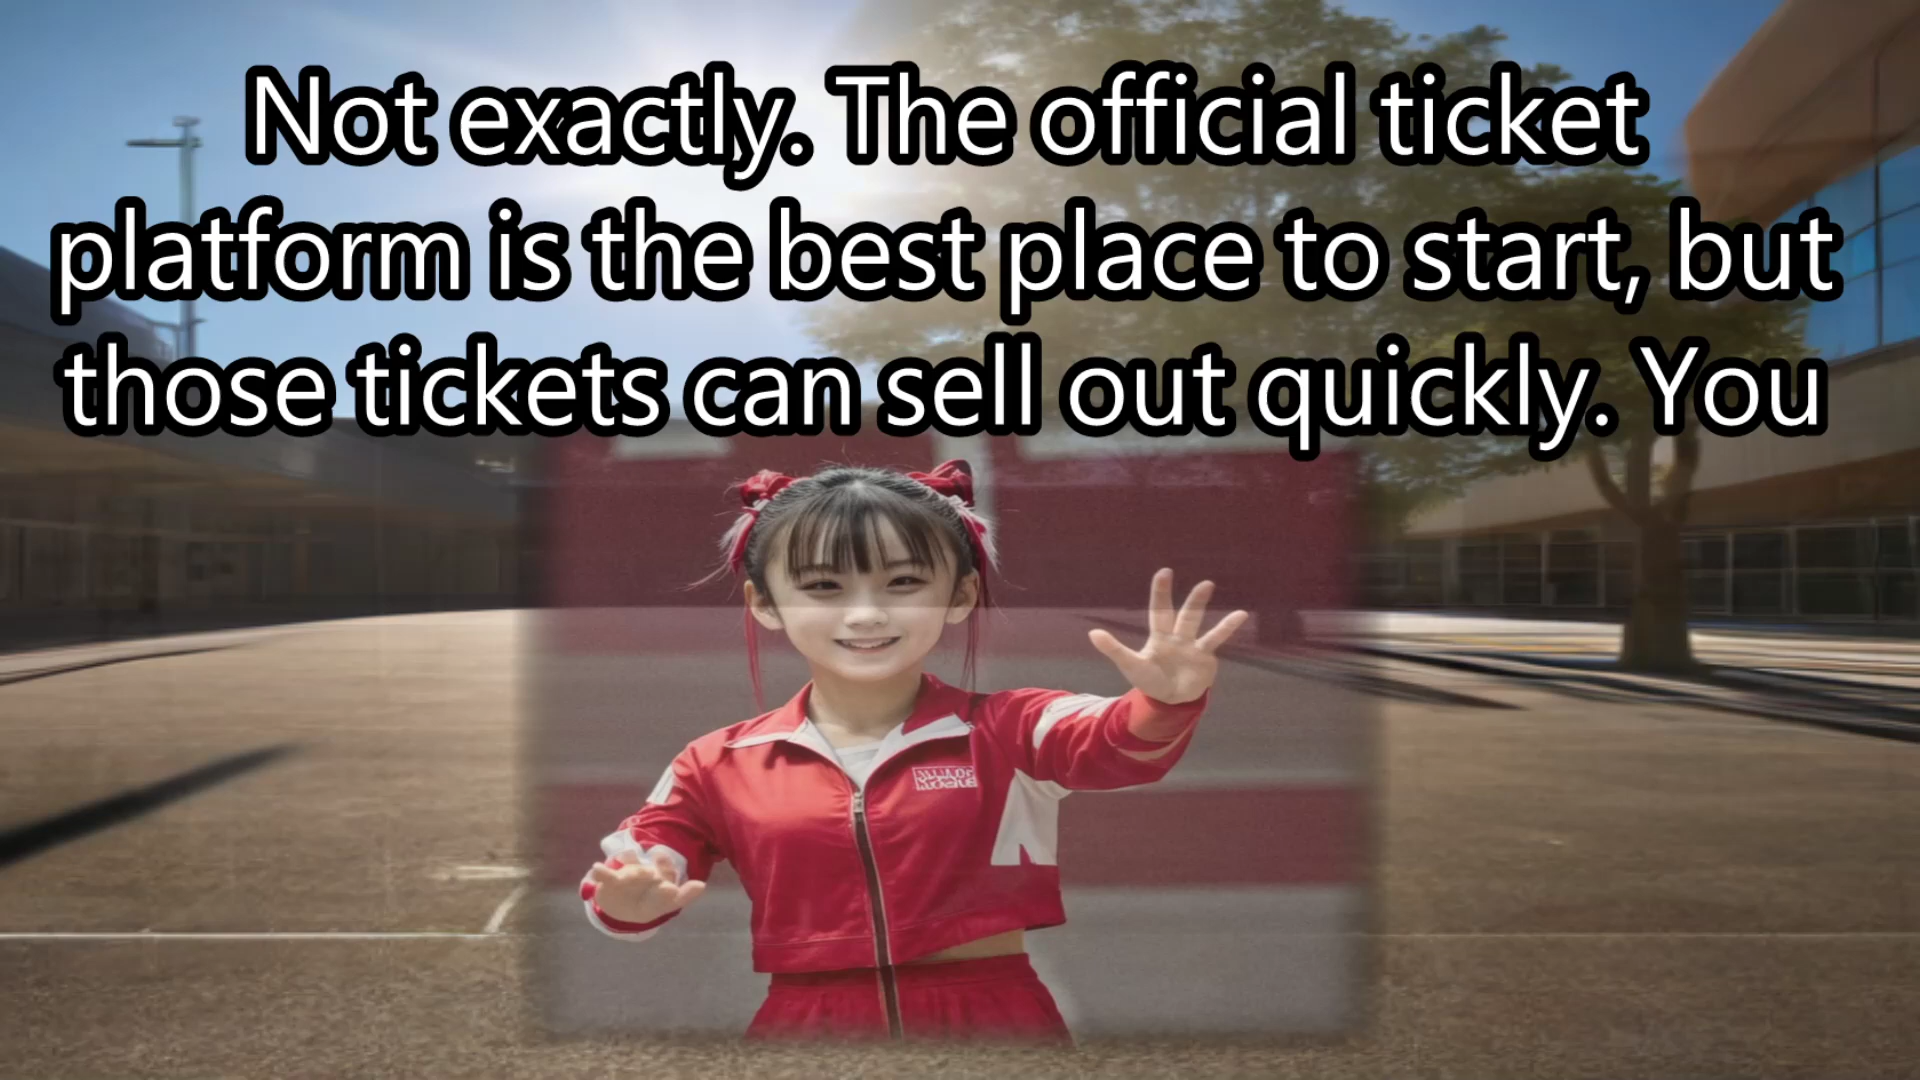 Not exactly. The official ticket
platform is the best place to start, but
those tickets can sell out quickly. You